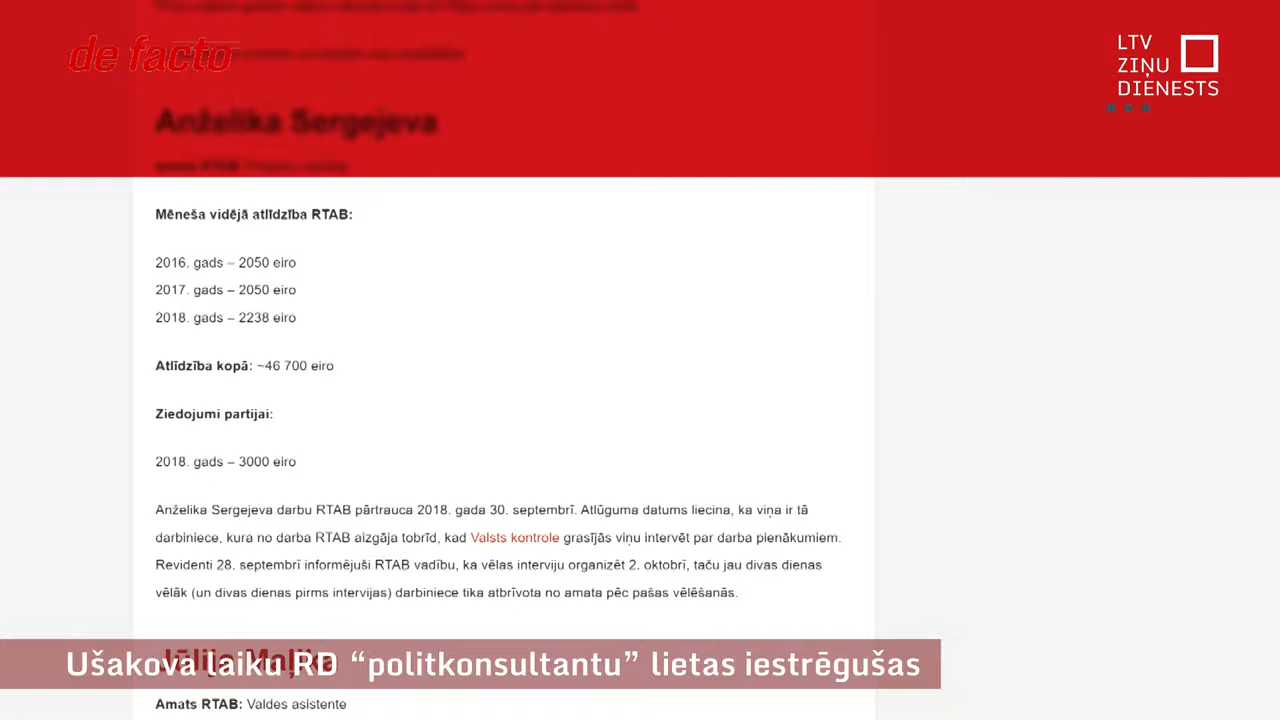 de facto
LTV
ZIŅU
DIENESTS
Anželika Sergejeva
Mēneša vidējā atlīdzība RTAB:
2016. gads – 2050 eiro
2017. gads – 2050 eiro
2018. gads – 2238 eiro
Atlīdzība kopā: ~46 700 eiro
Ziedojumi partijai:
2018. gads – 3000 eiro
Anželika Sergejeva darbu RTAB pārtrauca 2018. gada 30. septembrī. Atlūguma datums liecina, ka viņa ir tā
darbiniece, kura no darba RTAB aizgāja tobrīd, kad Valsts kontrole grasījās viņu intervēt par darba pienākumiem.
Revidenti 28. septembrī informējuši RTAB vadību, ka vēlas interviju organizēt 2. oktobrī, taču jau divas dienas
vēlāk (un divas dienas pirms intervijas) darbiniece tika atbrīvota no amata pēc pašas vēlēšanās.
Ušakova laiku RD “politkonsultantu” lietas iestrēgušas
Amats RTAB: Valdes asistente